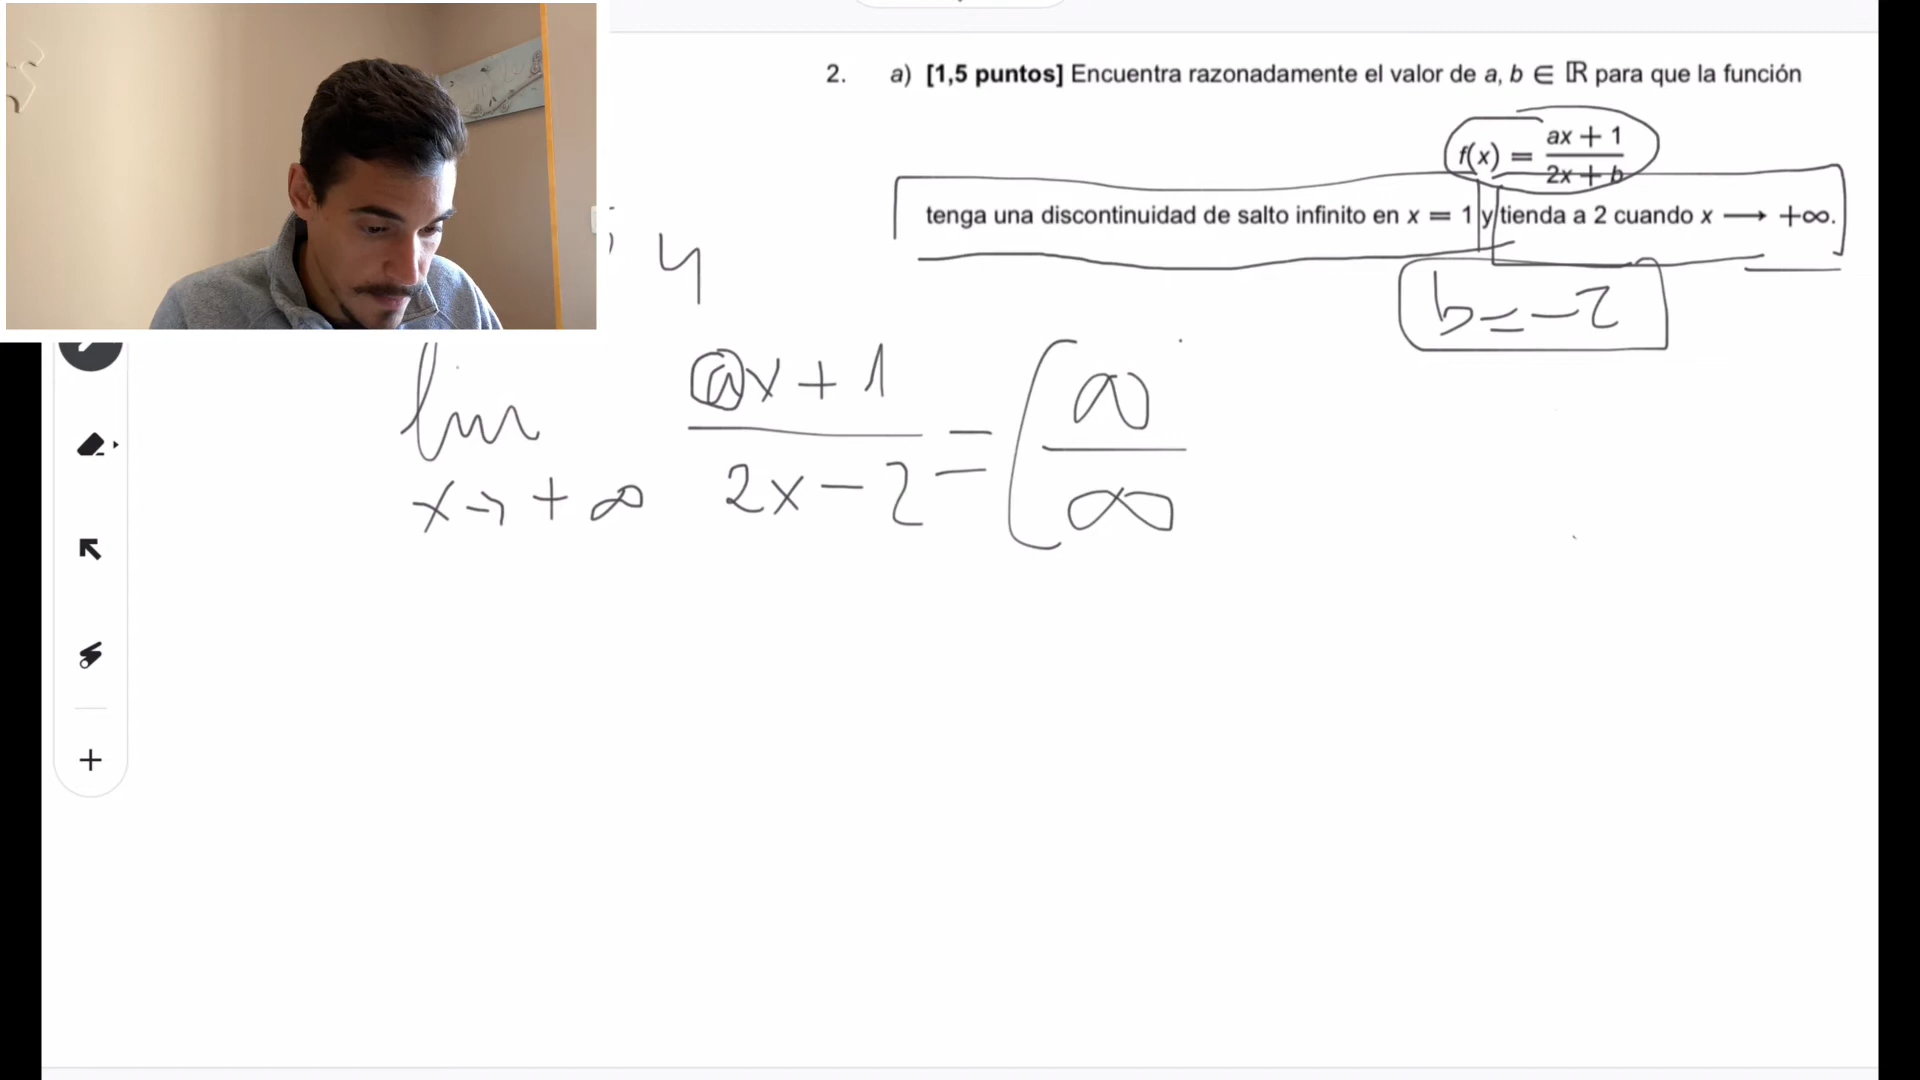 2. a) [1,5 puntos] Encuentra razonadamente el valor de a, b ∈ ℝ para que la función
f(x) = (ax + 1)/(2x + b)
tenga una discontinuidad de salto infinito en x = 1 y tienda a 2 cuando x ⟶ +∞.
y
b = -2
lim x→+∞ (ax + 1)/(2x - 2) = (∞/∞